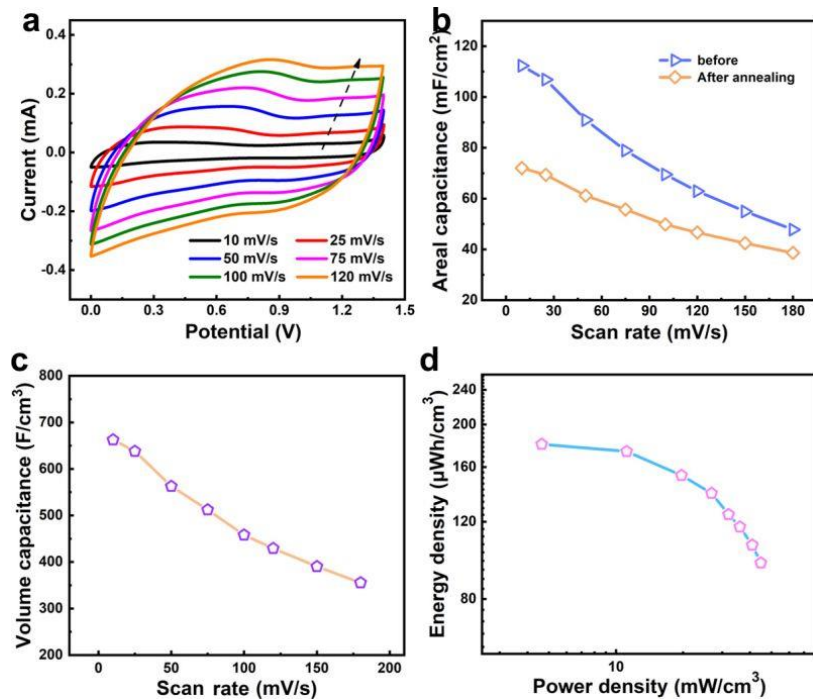 a
Current (mA)
0.4
0.2
0.0
-0.2
-0.4
10 mV/s
25 mV/s
50 mV/s
75 mV/s
100 mV/s
120 mV/s
0.0
0.3
0.6
0.9
1.2
1.5
Potential (V)
b
Areal capacitance (mF/cm²)
120
100
80
60
40
20
before
After annealing
0
30
60
90
120
150
180
Scan rate (mV/s)
c
Volume capacitance (F/cm³)
800
700
600
500
400
300
200
0
50
100
150
200
Scan rate (mV/s)
d
Energy density (μWh/cm³)
240
200
160
120
80
10
Power density (mW/cm³)